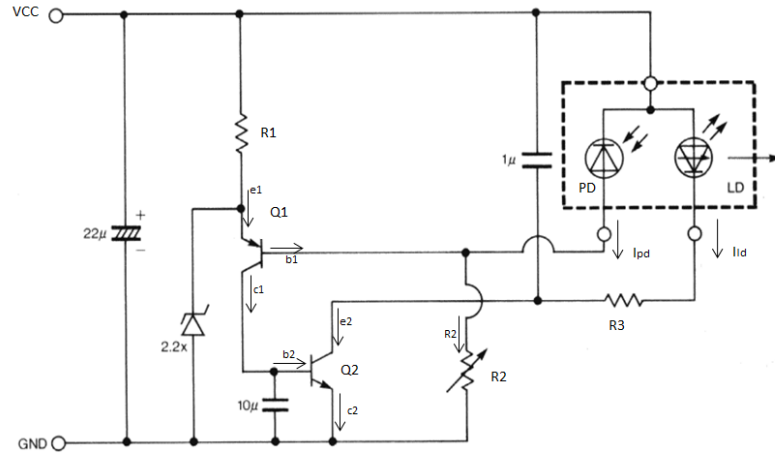 VCC
R1
e1
Q1
b1
c1
22μ
+
−
2.2x
b2
Q2
10μ
e2
c2
1μ
PD
LD
Ipd
Ild
R3
R2
R2
GND